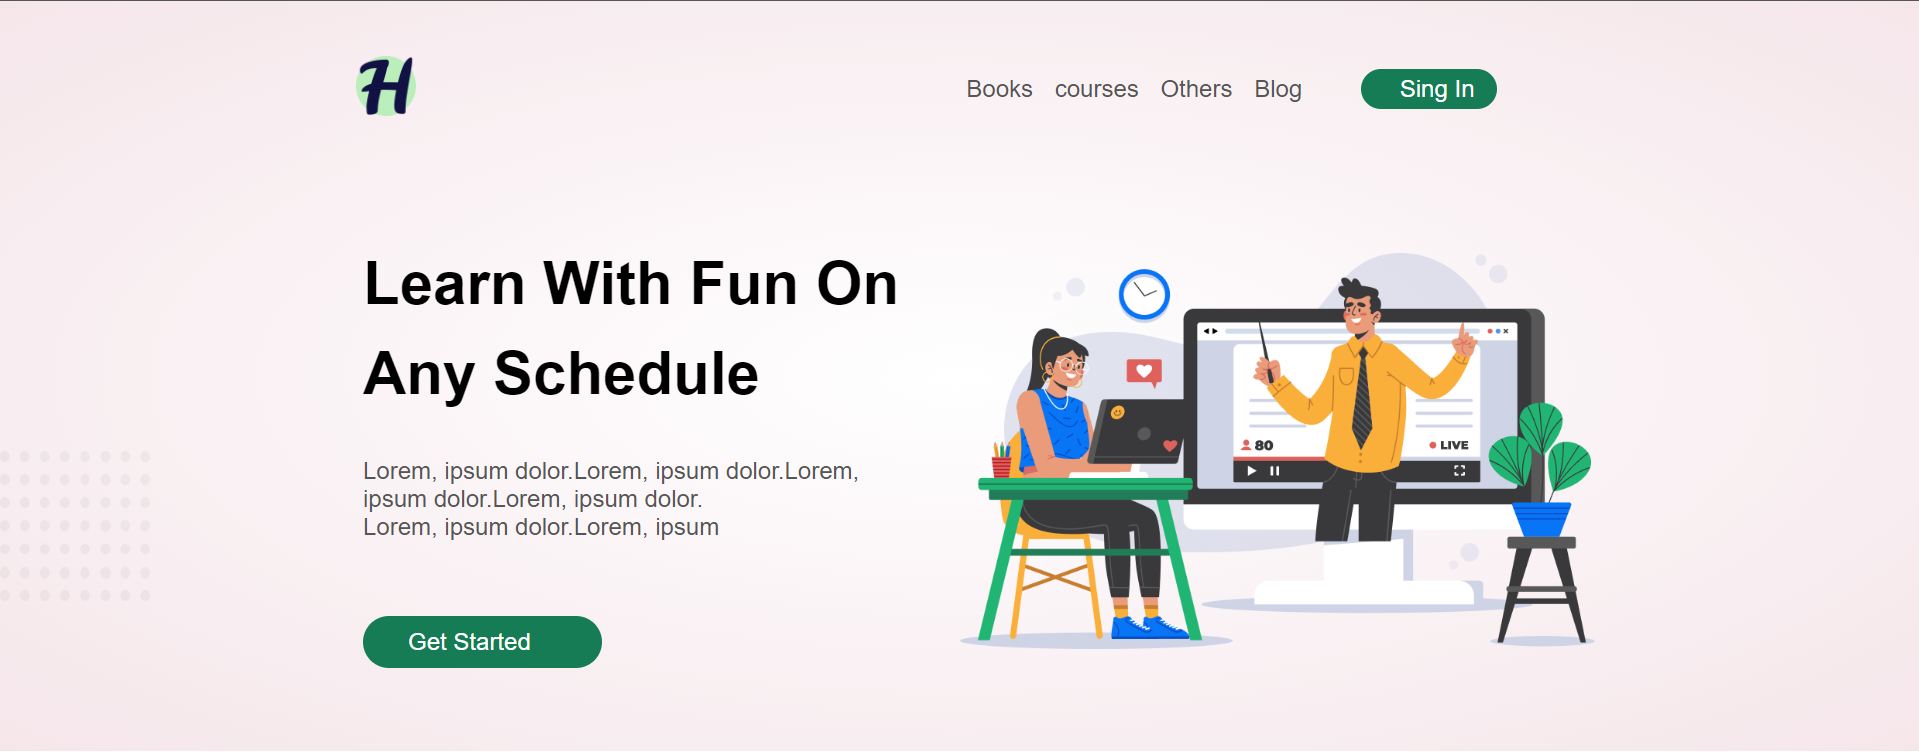 H
Books courses Others Blog Sing In
Learn With Fun On
Any Schedule
Lorem, ipsum dolor.Lorem, ipsum dolor.Lorem,
ipsum dolor.Lorem, ipsum dolor.
Lorem, ipsum dolor.Lorem, ipsum
Get Started
80
LIVE